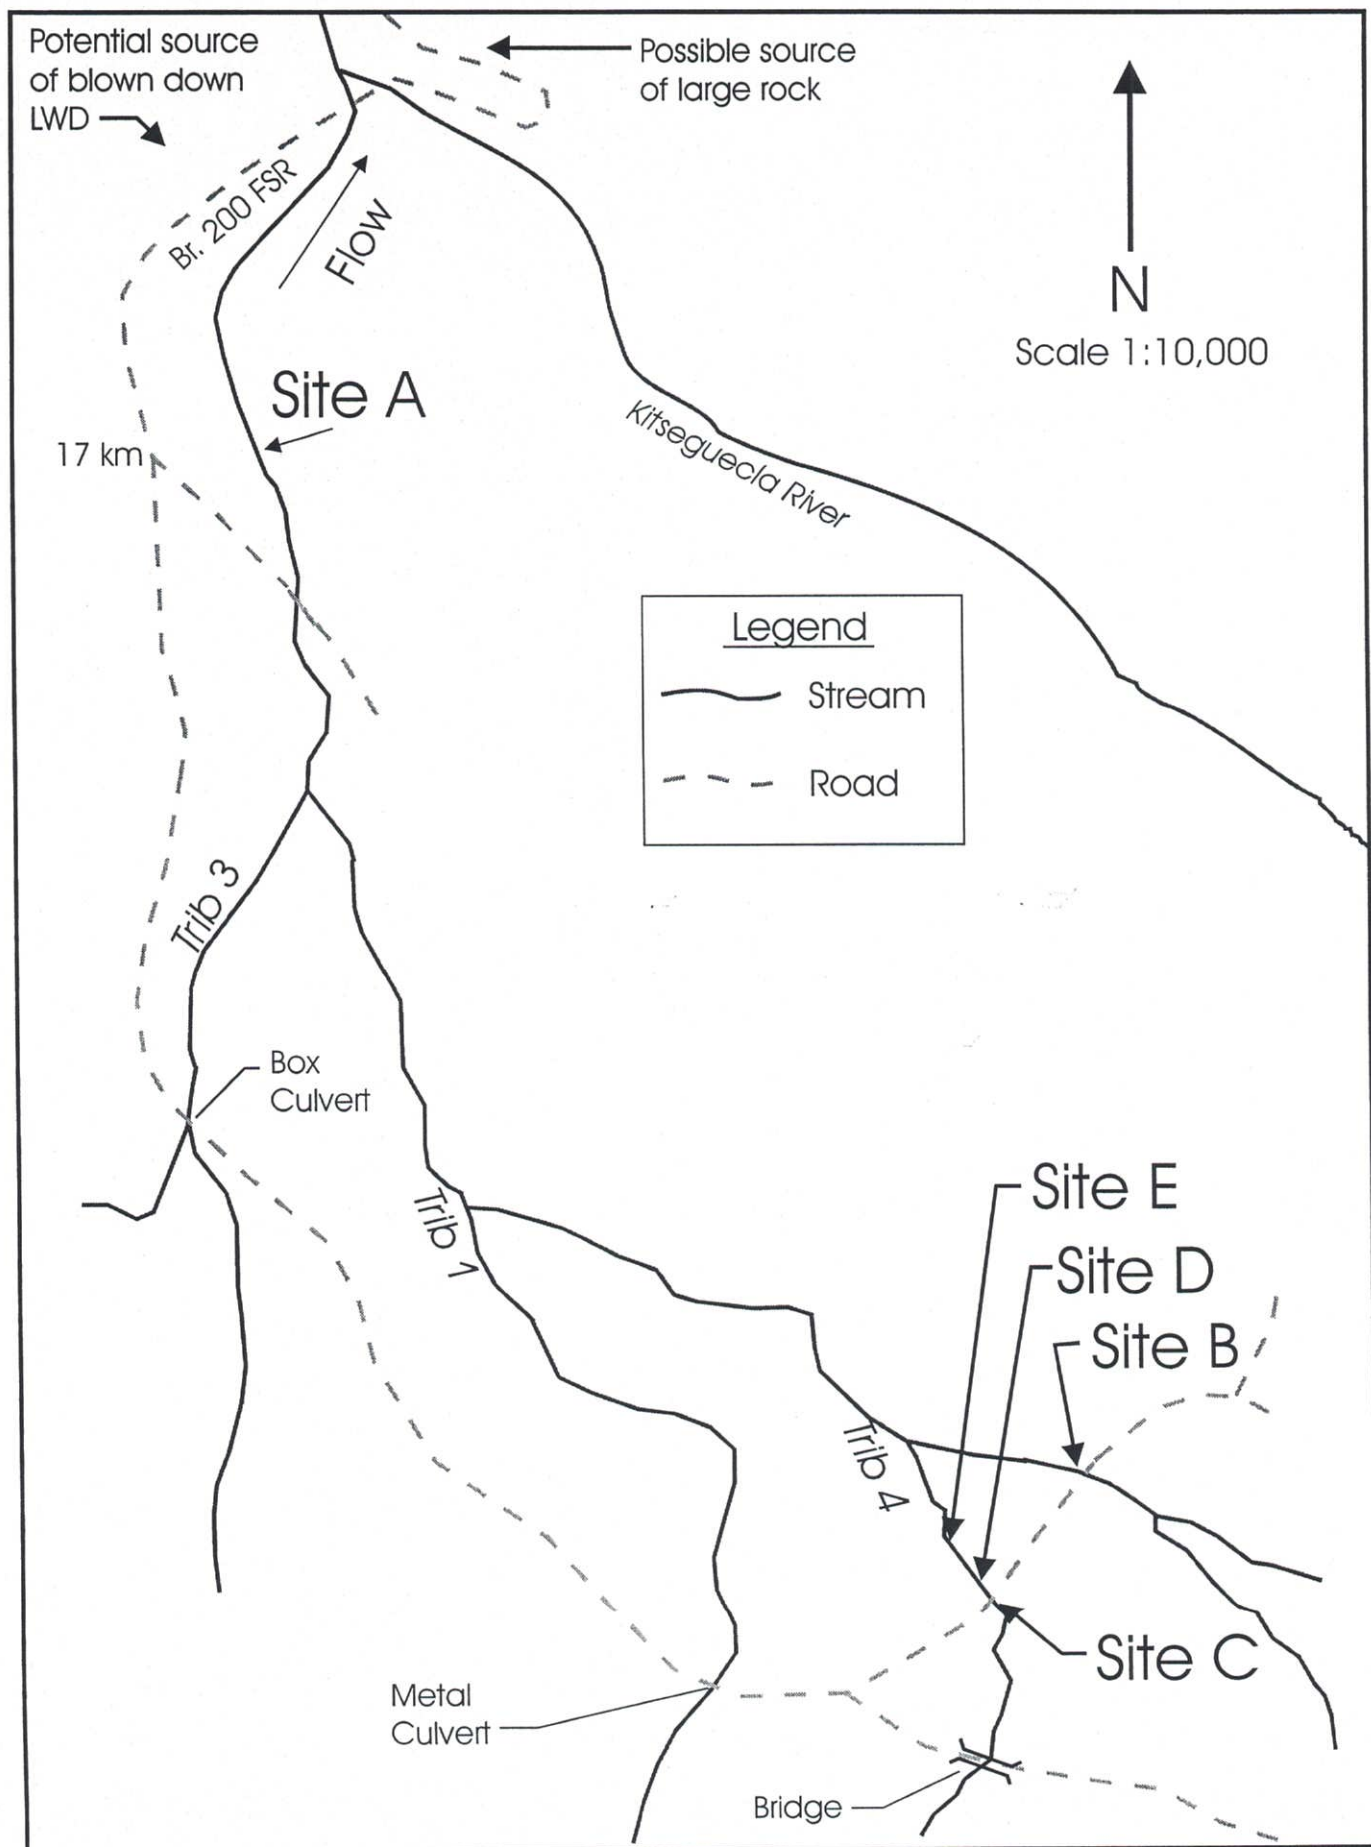 Potential source
of blown down
LWD
Possible source
of large rock
Br. 200 FSR
Flow
N
Scale 1:10,000
Site A
17 km
Kitseguecla River
Legend
Stream
Road
Trib 3
Box
Culvert
Trib 1
Site E
Site D
Site B
Trib 4
Site C
Metal
Culvert
Bridge